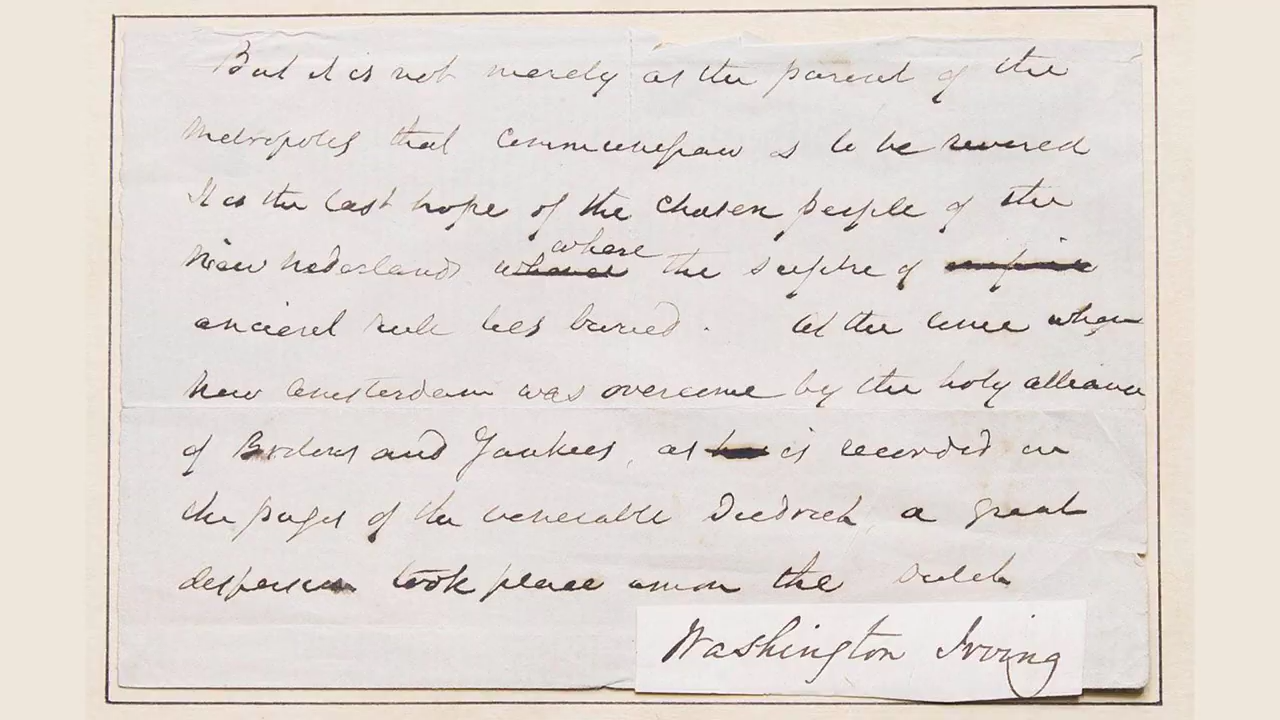 But it is not merely as the parent of the
metropolis that Communipaw is to be revered
It is the last hope of the chosen people of the
New Nederlands where the sceptre of
ancient rule lies buried. At the time when
New Amsterdam was overcome by the holy alliance
of Britons and Yankees, as is recorded in
the pages of the venerable Diedrich, a great
dispersion took place among the Dutch
Washington Irving